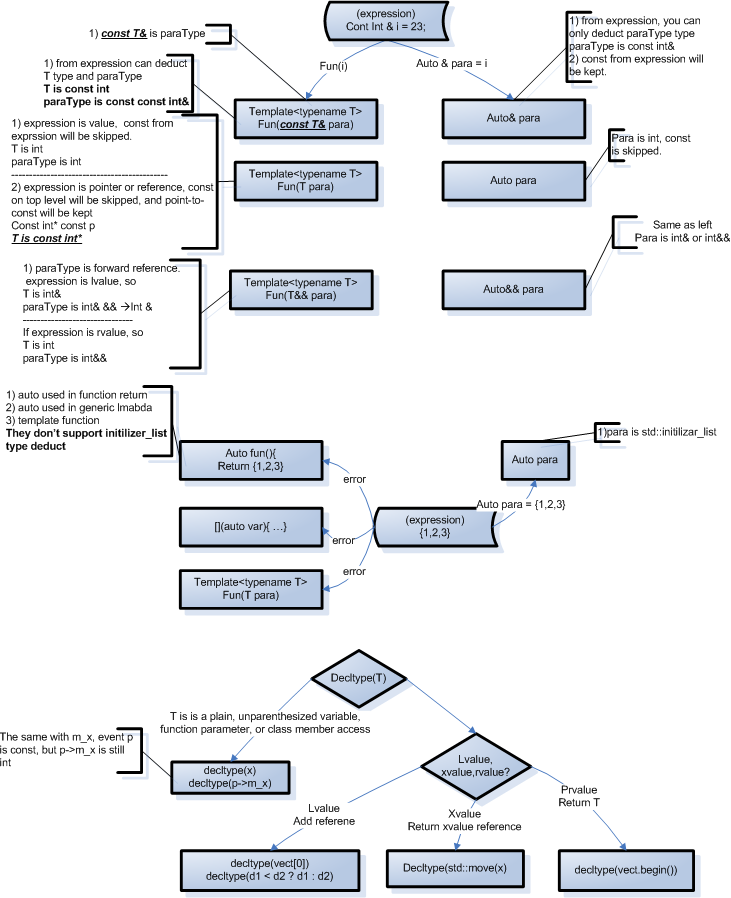 (expression)
Cont Int & i = 23;
1) const T& is paraType
Fun(i)
Auto & para = i
1) from expression, you can
only deduct paraType type
paraType is const int&
2) const from expression will
be kept.
1) from expression can deduct
T type and paraType
T is const int
paraType is const const int&
Template<typename T>
Fun(const T& para)
Auto& para
1) expression is value, const from
exprssion will be skipped.
T is int
paraType is int
--------------------------------------------
2) expression is pointer or reference, const
on top level will be skipped, and point-to-
const will be kept
Const int* const p
T is const int*
Template<typename T>
Fun(T para)
Auto para
Para is int, const
is skipped.
Same as left
Para is int& or int&&
1) paraType is forward reference.
expression is lvalue, so
T is int&
paraType is int& && →Int &
-------------------------------
If expression is rvalue, so
T is int
paraType is int&&
Template<typename T>
Fun(T&& para)
Auto&& para
1) auto used in function return
2) auto used in generic lmabda
3) template function
They don't support initilizer_list
type deduct
Auto fun(){
Return {1,2,3}
1)para is std::initilizar_list
Auto para
error
Auto para = {1,2,3}
[](auto var){ …}
error
(expression)
{1,2,3}
error
Template<typename T>
Fun(T para)
Decltype(T)
T is is a plain, unparenthesized variable,
function parameter, or class member access
The same with m_x, event p
is const, but p->m_x is still
int
decltype(x)
decltype(p->m_x)
Lvalue,
xvalue,rvalue?
Lvalue
Add referene
Xvalue
Return xvalue reference
Prvalue
Return T
decltype(vect[0])
decltype(d1 < d2 ? d1 : d2)
Decltype(std::move(x)
decltype(vect.begin())